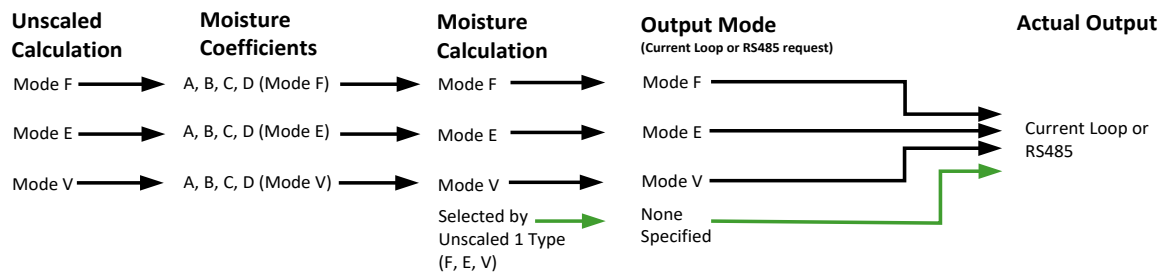 Unscaled
Calculation
Moisture
Coefficients
Moisture
Calculation
Output Mode
(Current Loop or RS485 request)
Actual Output
Mode F
A, B, C, D (Mode F)
Mode F
Mode F
Mode E
A, B, C, D (Mode E)
Mode E
Mode E
Current Loop or
RS485
Mode V
A, B, C, D (Mode V)
Mode V
Mode V
Selected by
Unscaled 1 Type
(F, E, V)
None
Specified